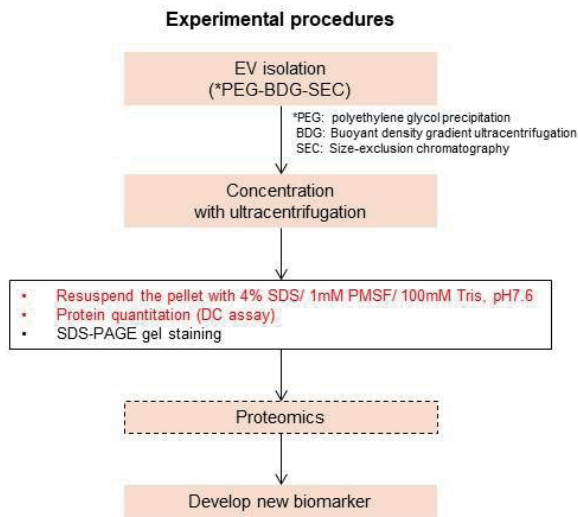 Experimental procedures
EV isolation
(*PEG-BDG-SEC)
*PEG: polyethylene glycol precipitation
BDG: Buoyant density gradient ultracentrifugation
SEC: Size-exclusion chromatography
Concentration
with ultracentrifugation
• Resuspend the pellet with 4% SDS/ 1mM PMSF/ 100mM Tris, pH7.6
• Protein quantitation (DC assay)
• SDS-PAGE gel staining
Proteomics
Develop new biomarker